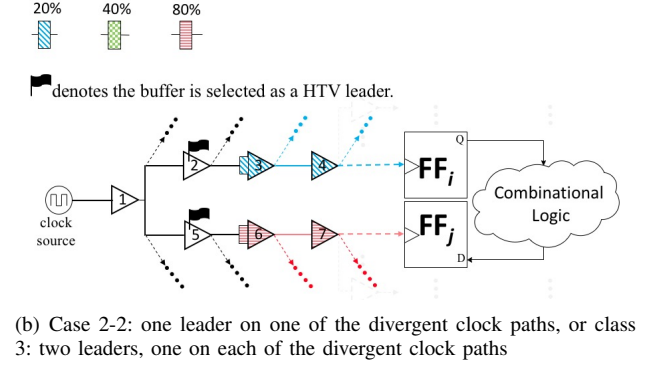 20% 40% 80%
denotes the buffer is selected as a HTV leader.
clock
source
1
2
3
4
5
6
7
FFi
Q
FFj
D
Combinational
Logic
(b) Case 2-2: one leader on one of the divergent clock paths, or class
3: two leaders, one on each of the divergent clock paths